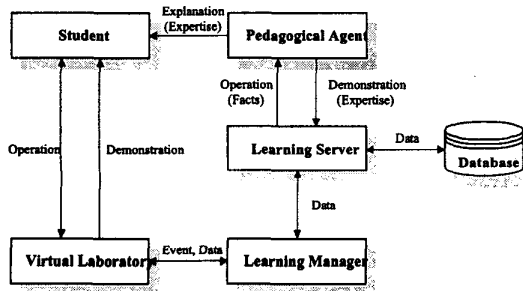 Explanation
(Expertise)
Student
Pedagogical Agent
Operation
(Facts)
Demonstration
(Expertise)
Operation
Demonstration
Learning Server
Data
Database
Data
Virtual Laborator
Event, Data
Learning Manager